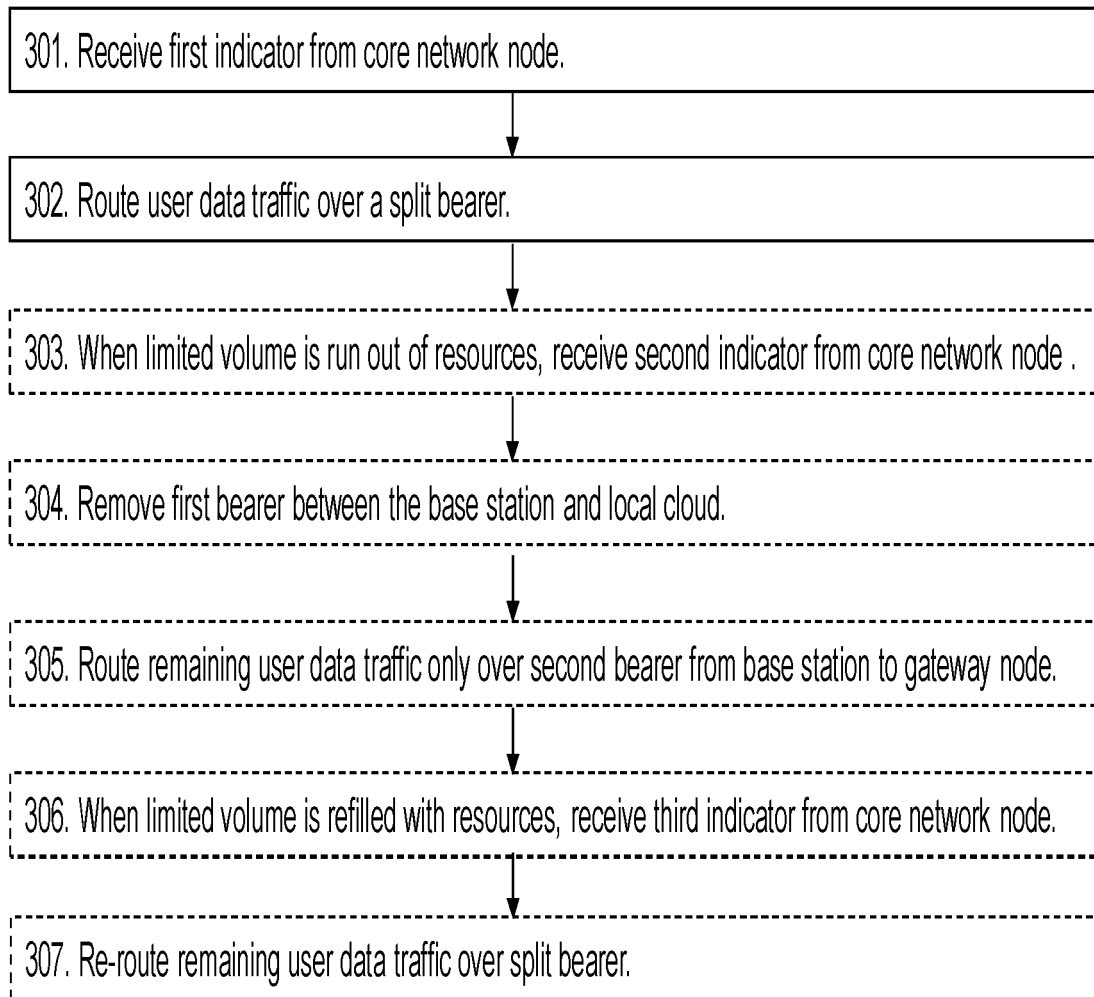 301. Receive first indicator from core network node.
302. Route user data traffic over a split bearer.
303. When limited volume is run out of resources, receive second indicator from core network node .
304. Remove first bearer between the base station and local cloud.
305. Route remaining user data traffic only over second bearer from base station to gateway node.
306. When limited volume is refilled with resources, receive third indicator from core network node.
307. Re-route remaining user data traffic over split bearer.